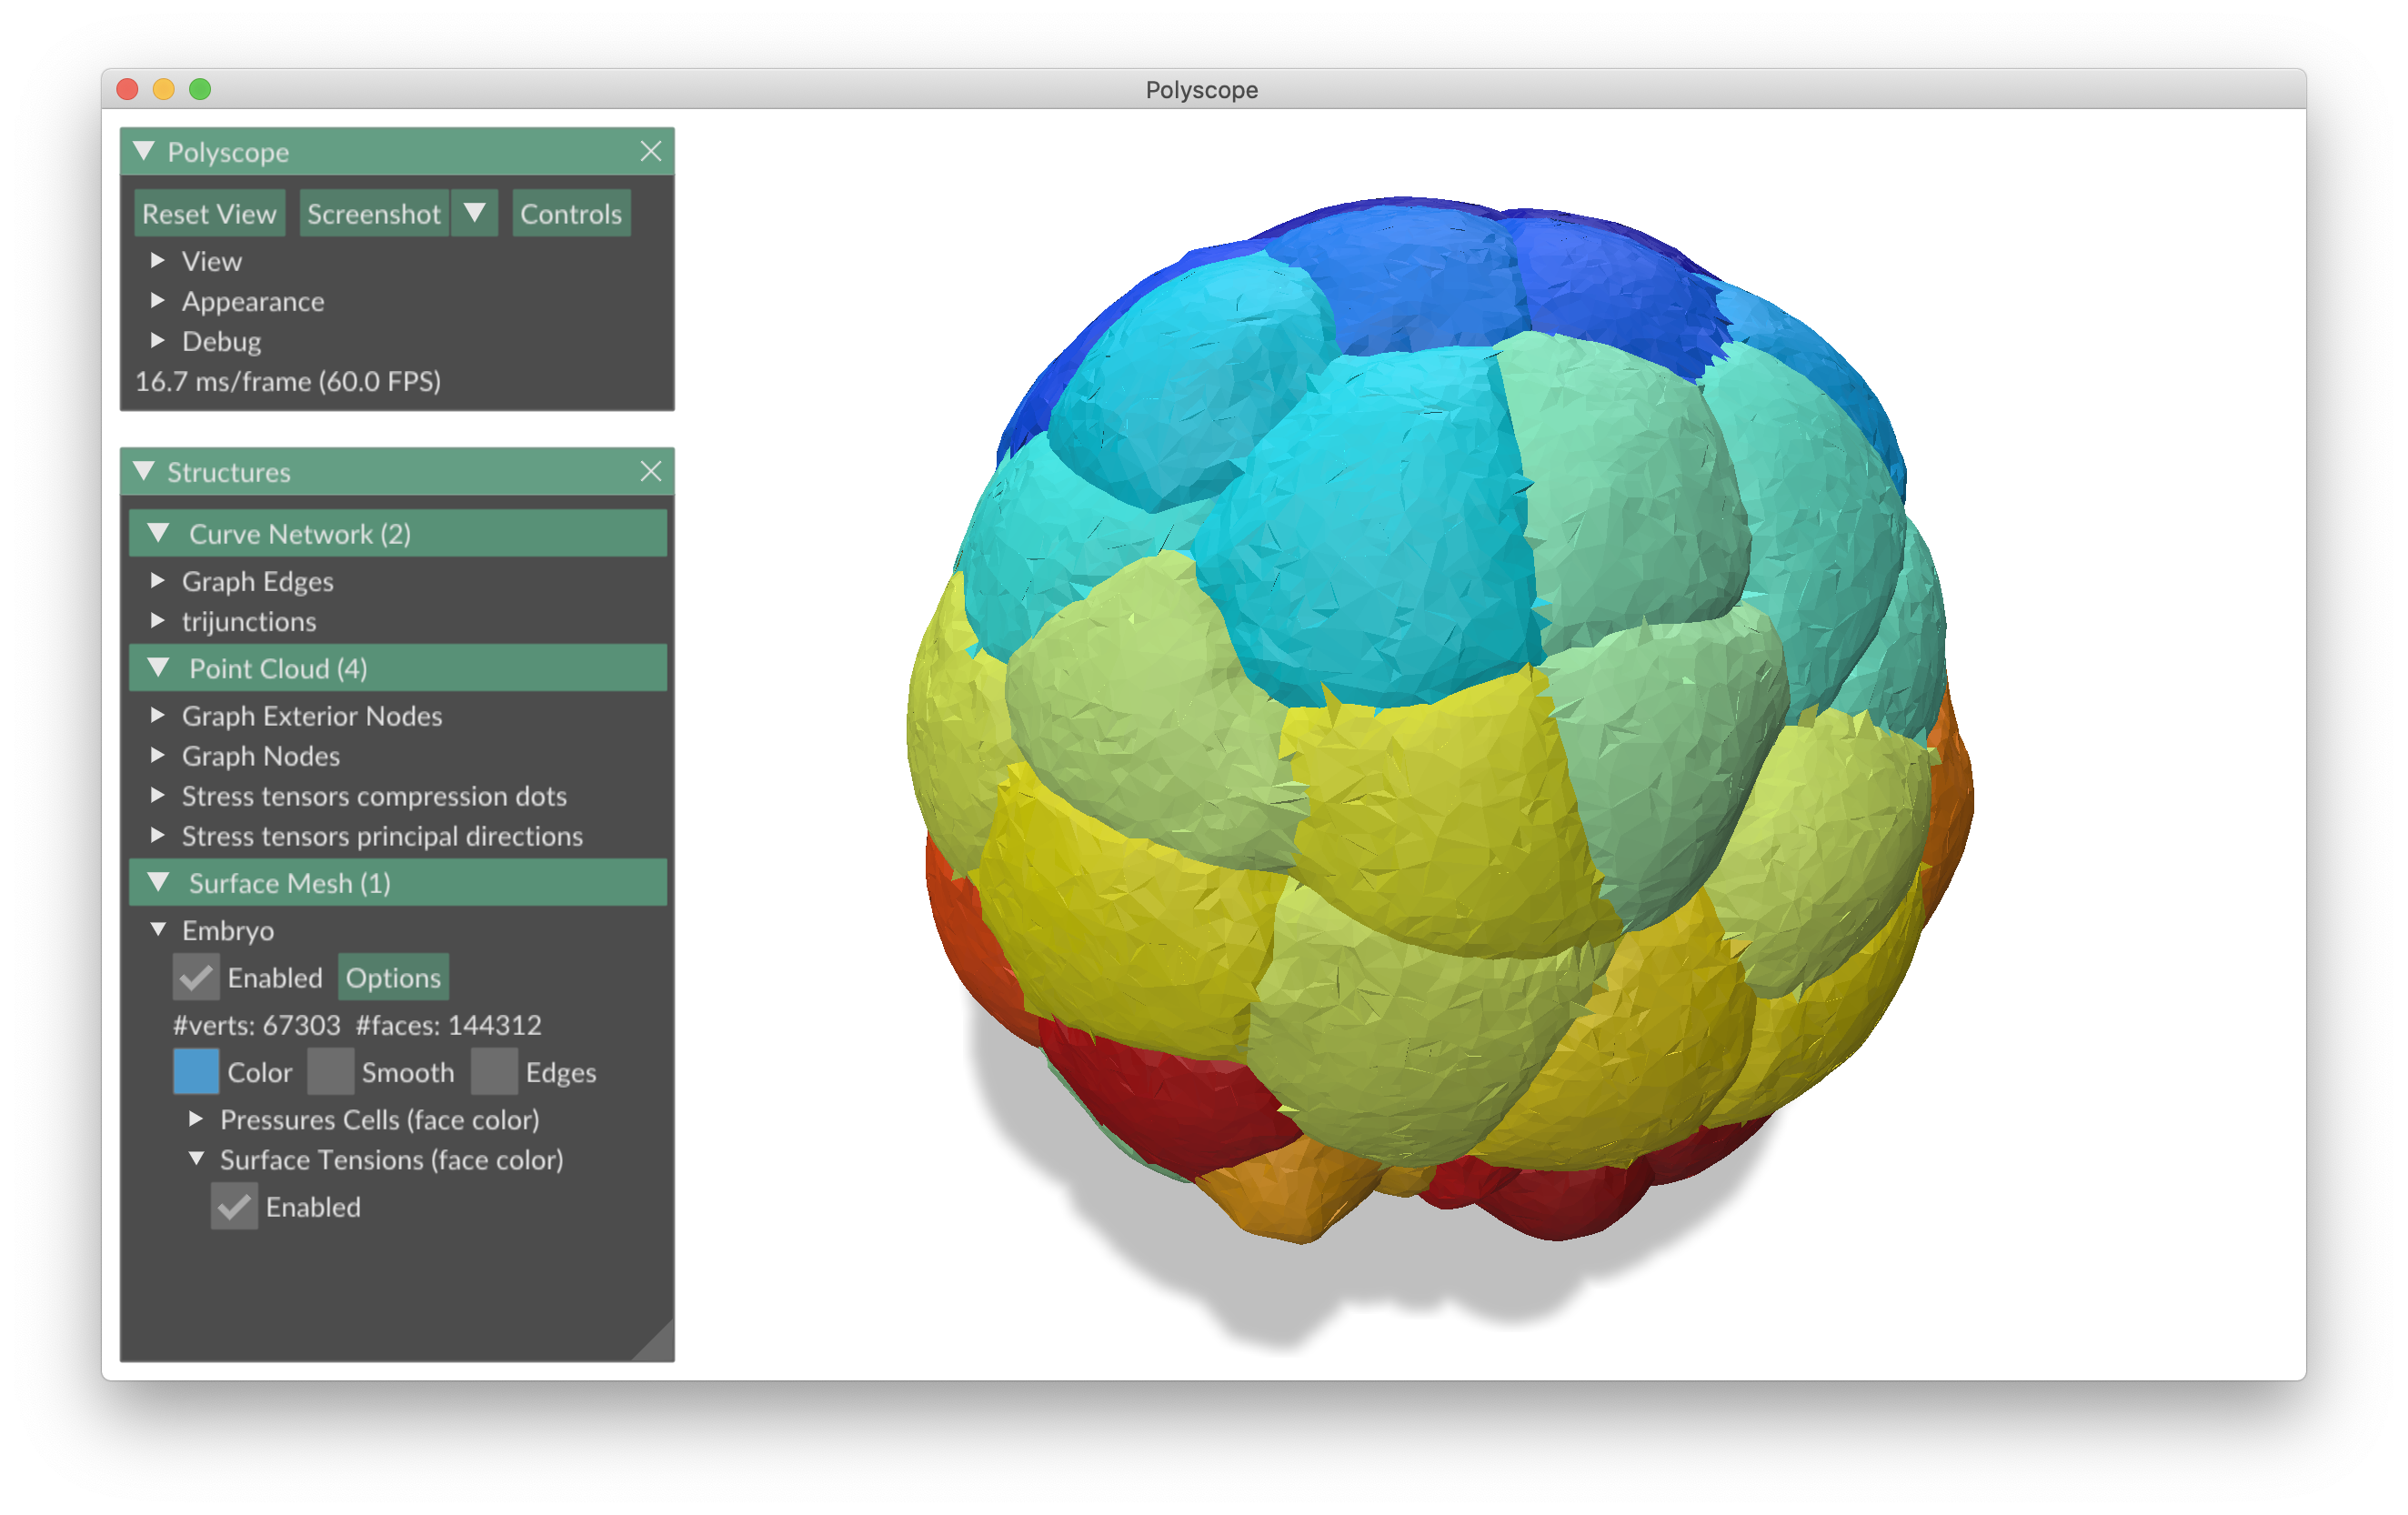 Polyscope
Polyscope
Reset View Screenshot Controls
View
Appearance
Debug
16.7 ms/frame (60.0 FPS)
Structures
Curve Network (2)
Graph Edges
trijunctions
Point Cloud (4)
Graph Exterior Nodes
Graph Nodes
Stress tensors compression dots
Stress tensors principal directions
Surface Mesh (1)
Embryo
Enabled Options
#verts: 67303 #faces: 144312
Color Smooth Edges
Pressures Cells (face color)
Surface Tensions (face color)
Enabled